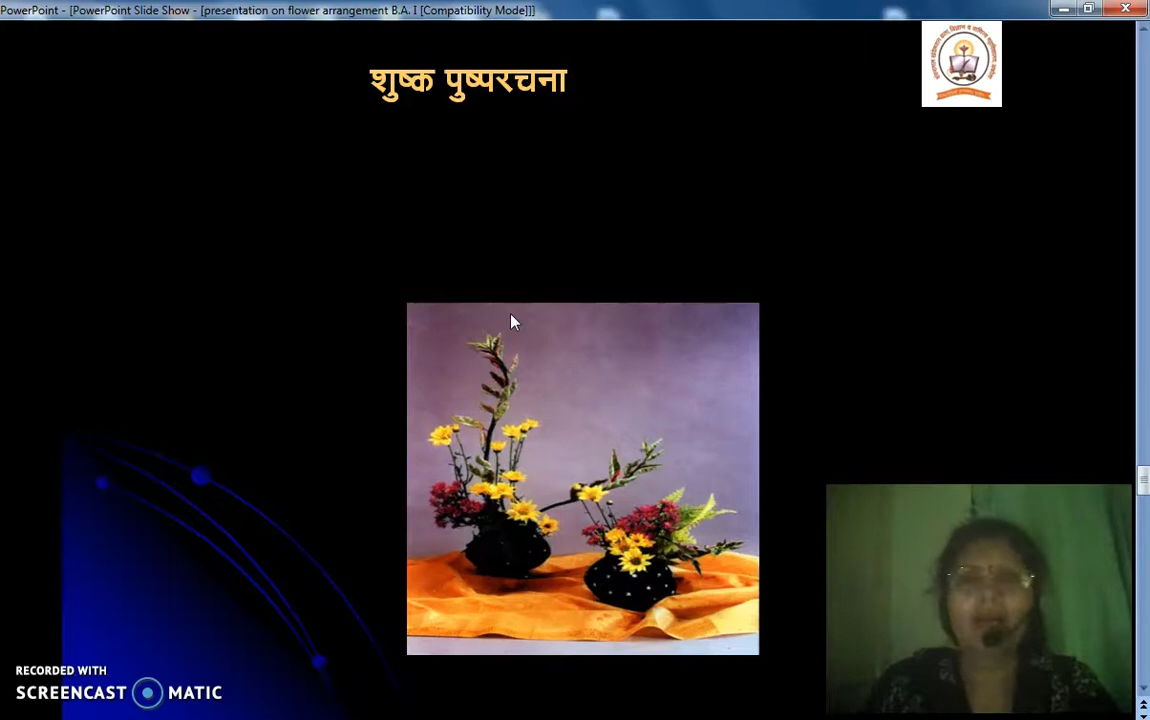 PowerPoint - [PowerPoint Slide Show - [presentation on flower arrangement B.A. I [Compatibility Mode]]]
शुष्क पुष्परचना
RECORDED WITH
SCREENCAST MATIC